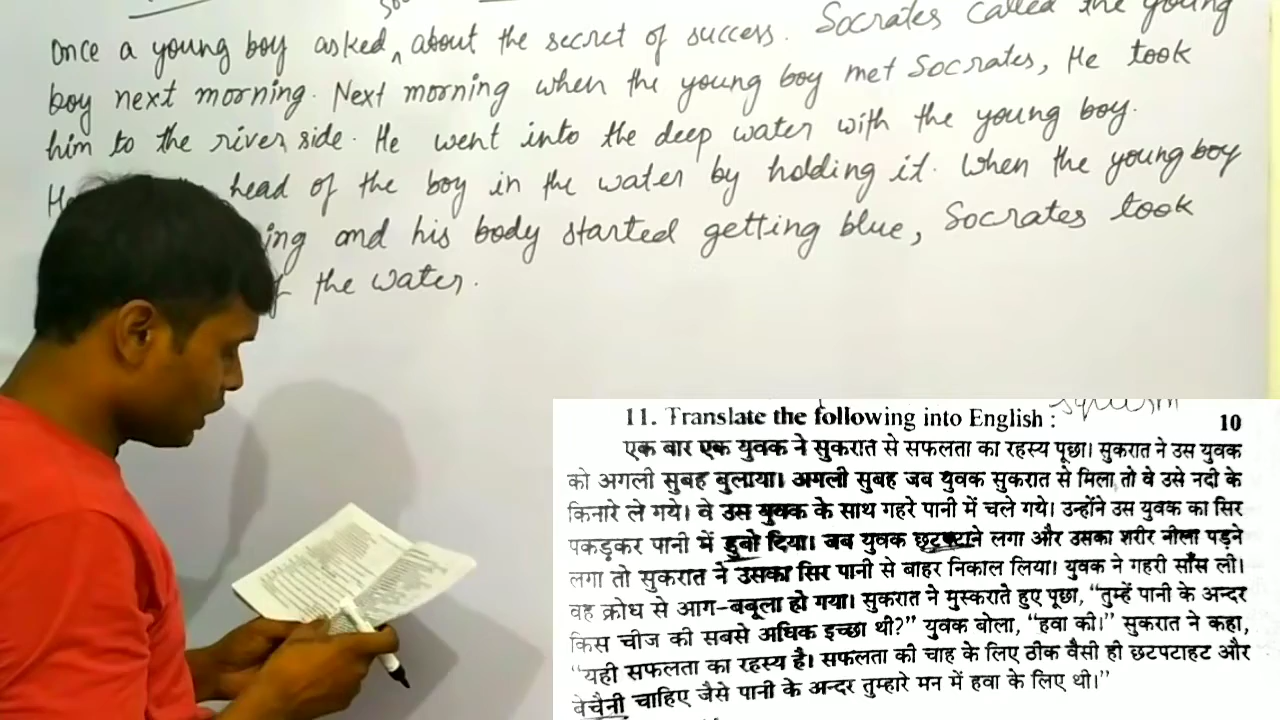 once a young boy asked about the secret of success. Socrates called the young
boy next morning. Next morning when the young boy met Socrates, He took
him to the river side. He went into the deep water with the young boy.
head of the boy in the water by holding it. When the young boy
ing and his body started getting blue, Socrates took
the water.
11. Translate the following into English : 10
एक बार एक युवक ने सुकरात से सफलता का रहस्य पूछा। सुकरात ने उस युवक
को अगली सुबह बुलाया। अगली सुबह जब युवक सुकरात से मिला तो वे उसे नदी के
किनारे ले गये। वे उस युवक के साथ गहरे पानी में चले गये। उन्होंने उस युवक का सिर
पकड़कर पानी में डुबो दिया। जब युवक छटपटाने लगा और उसका शरीर नीला पड़ने
लगा तो सुकरात ने उसका सिर पानी से बाहर निकाल लिया। युवक ने गहरी साँस ली।
वह क्रोध से आग-बबूला हो गया। सुकरात ने मुस्कराते हुए पूछा, “तुम्हें पानी के अन्दर
किस चीज की सबसे अधिक इच्छा थी?” युवक बोला, “हवा की।” सुकरात ने कहा,
“यही सफलता का रहस्य है। सफलता की चाह के लिए ठीक वैसी ही छटपटाहट और
बेचैनी चाहिए जैसे पानी के अन्दर तुम्हारे मन में हवा के लिए थी।”